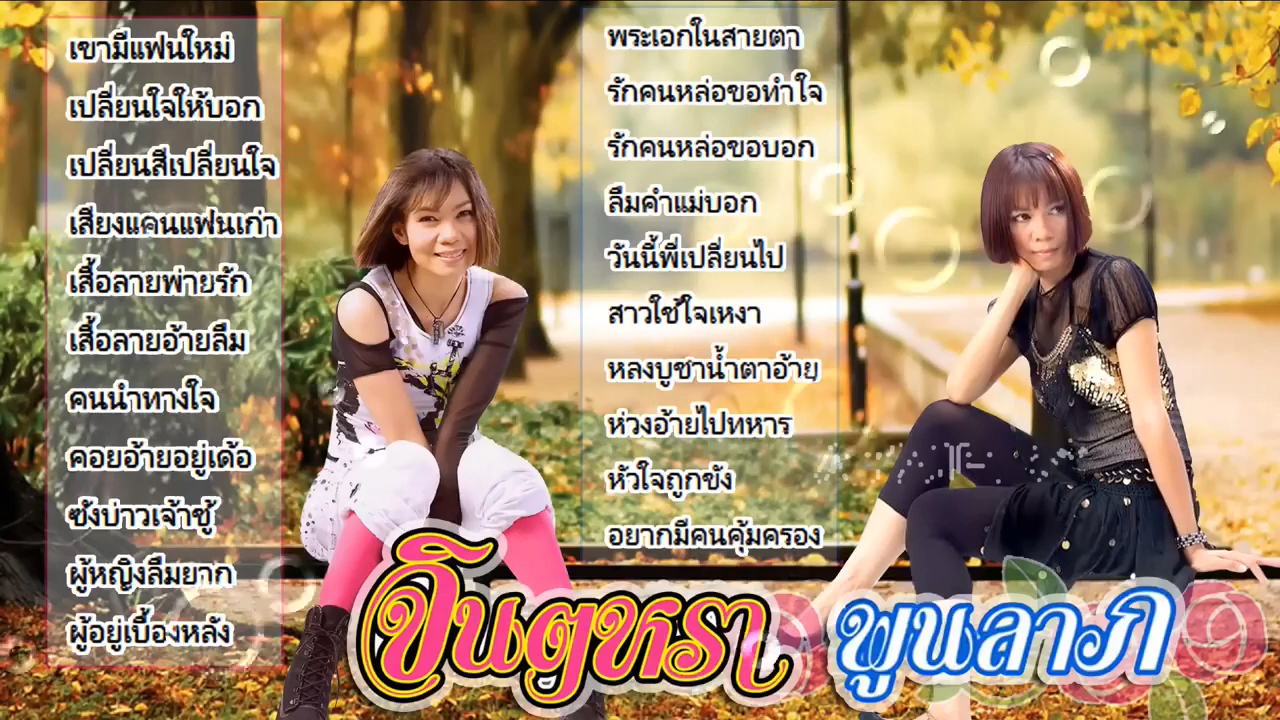 เขามีแฟนใหม่
เปลี่ยนใจให้บอก
เปลี่ยนสีเปลี่ยนใจ
เสียงแคนแฟนเก่า
เสื้อลายพ่ายรัก
เสื้อลายอ้ายลืม
คนนำทางใจ
คอยอ้ายอยู่เด้อ
ซังบ่าวเจ้าซู้
ผู้หญิงลืมยาก
ผู้อยู่เบื้องหลัง
พระเอกในสายตา
รักคนหล่อขอทำใจ
รักคนหล่อขอบอก
ลืมคำแม่บอก
วันนี้พี่เปลี่ยนไป
สาวใช้ใจเหงา
หลงบูชาน้ำตาอ้าย
ห่วงอ้ายไปทหาร
หัวใจถูกขัง
อยากมีคนคุ้มครอง
จินตหรา พูนลาภ